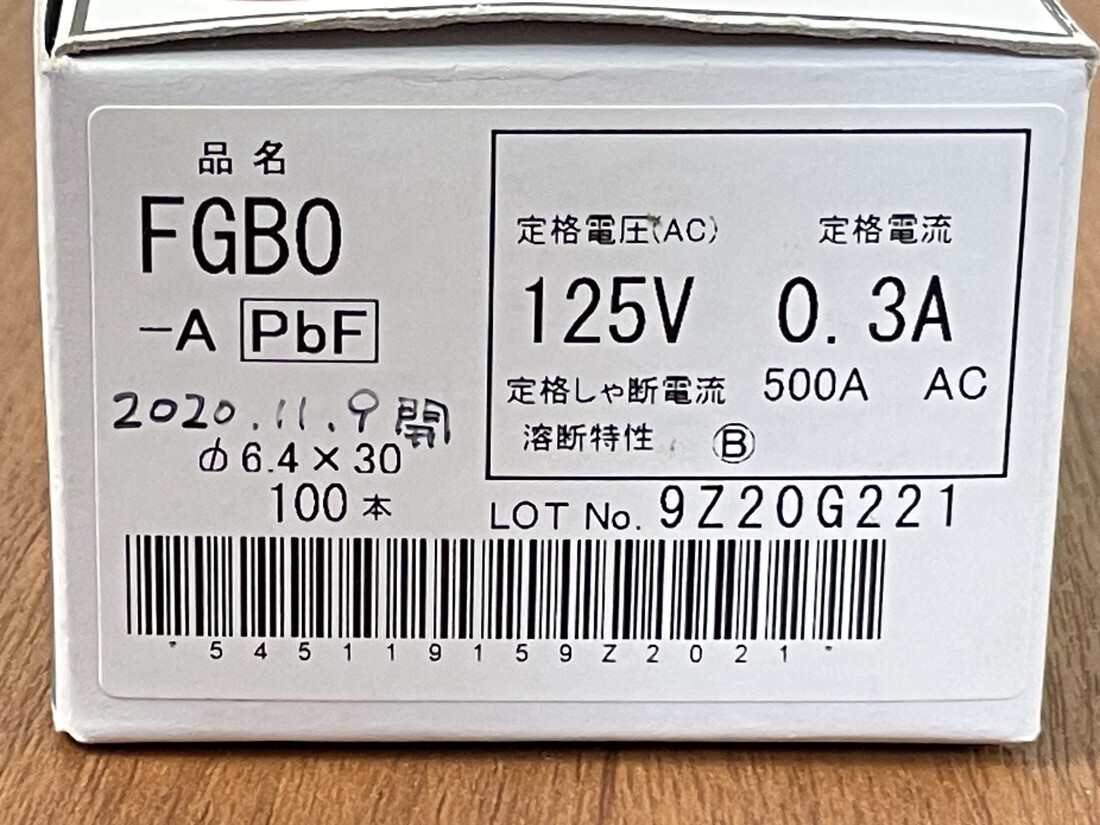 品名
FGBO
-A PbF
2020.11.9開
φ6.4×30
100本
定格電圧(AC) 定格電流
125V 0.3A
定格しゃ断電流 500A AC
溶断特性 Ⓑ
LOT No. 9Z20G221
*545119159Z2021*